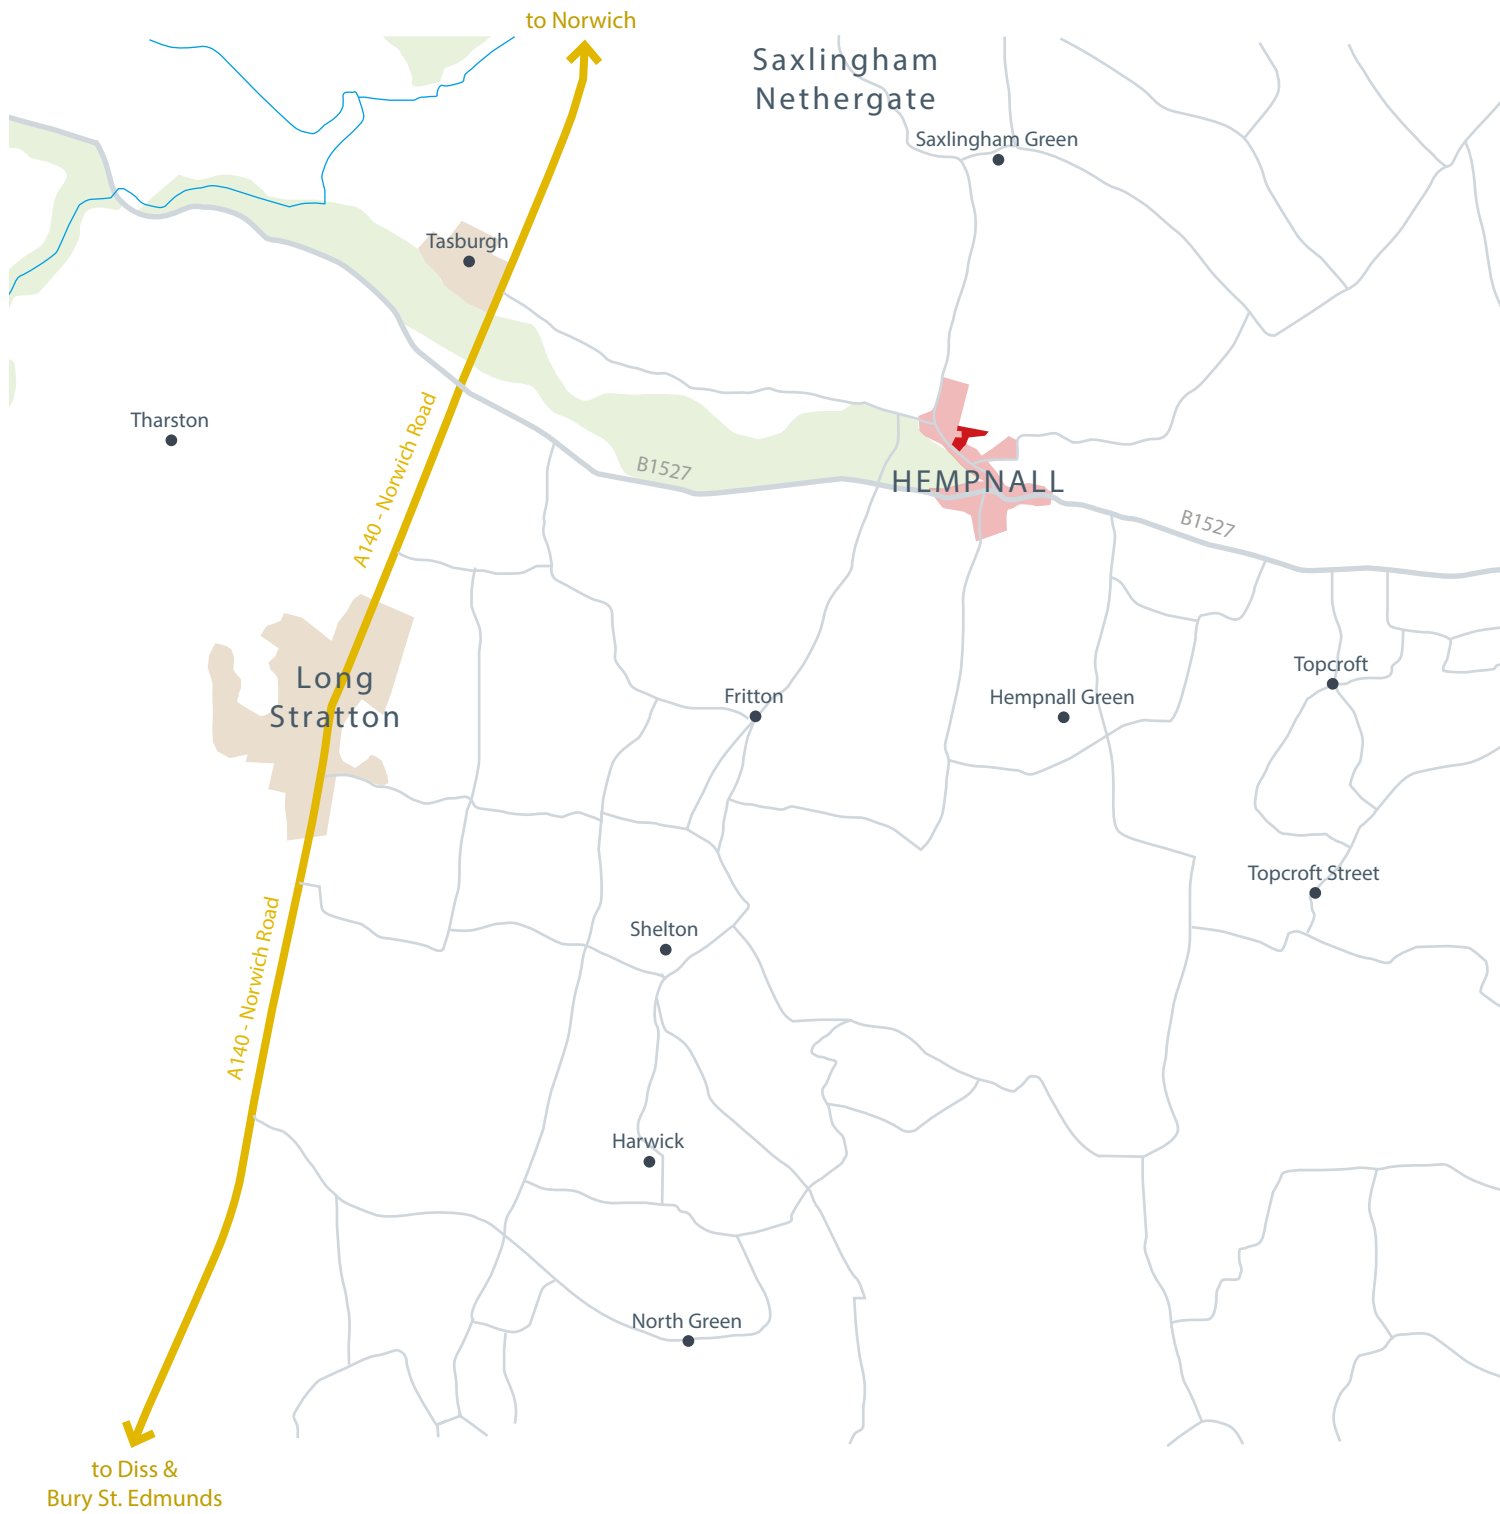 to Norwich
Saxlingham
Nethergate
Saxlingham Green
Tasburgh
Tharston
A140 - Norwich Road
B1527
HEMPNALL
B1527
Long
Stratton
Fritton
Hempnall Green
Topcroft
Topcroft Street
A140 - Norwich Road
Shelton
Harwick
North Green
to Diss &
Bury St. Edmunds